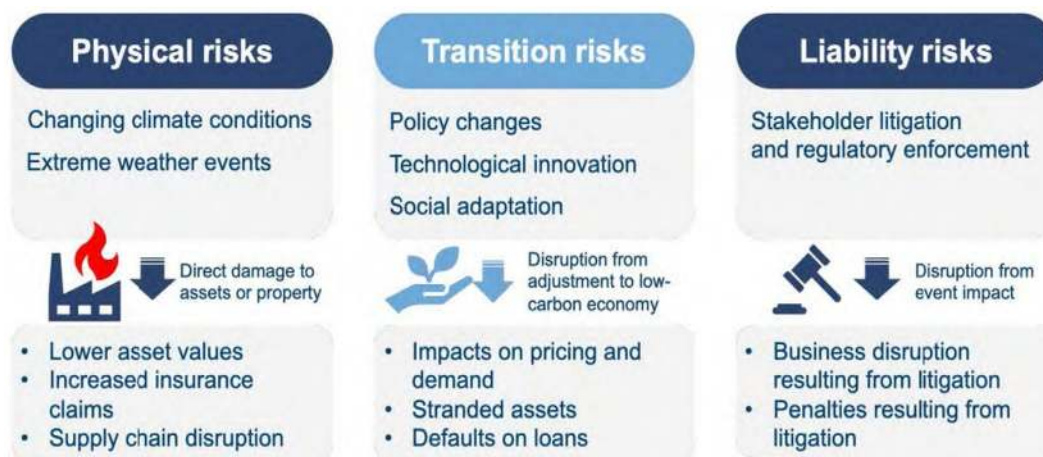 Physical risks
Changing climate conditions
Extreme weather events
Direct damage to
assets or property
• Lower asset values
• Increased insurance
claims
• Supply chain disruption
Transition risks
Policy changes
Technological innovation
Social adaptation
Disruption from
adjustment to low-
carbon economy
• Impacts on pricing and
demand
• Stranded assets
• Defaults on loans
Liability risks
Stakeholder litigation
and regulatory enforcement
Disruption from
event impact
• Business disruption
resulting from litigation
• Penalties resulting from
litigation